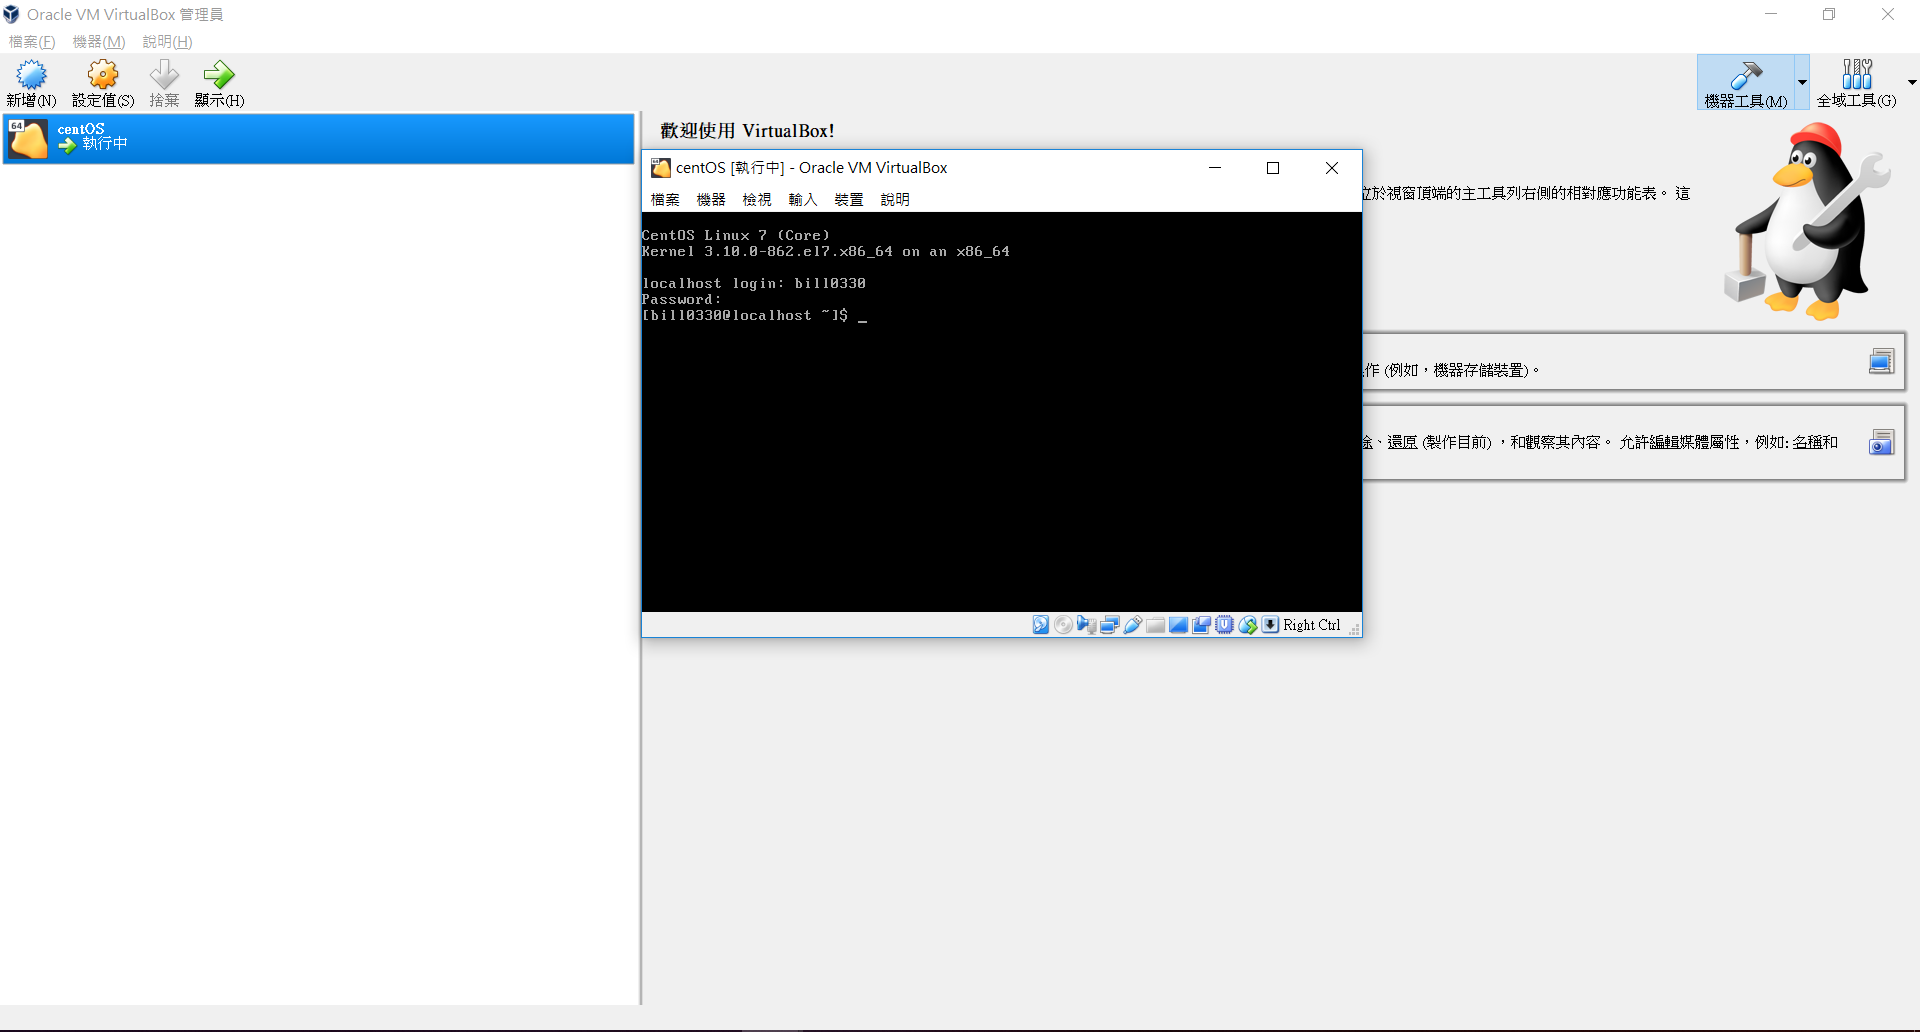 Oracle VM VirtualBox 管理員
檔案(F) 機器(M) 說明(H)
新增(N) 設定值(S) 捨棄 顯示(H) 機器工具(M) 全域工具(G)
64
centOS
執行中
歡迎使用 VirtualBox!
位於視窗頂端的主工具列右側的相對應功能表。 這
作 (例如，機器存儲裝置)。
、還原 (製作目前) ，和觀察其內容。 允許編輯媒體屬性，例如: 名稱和
centOS [執行中] - Oracle VM VirtualBox
檔案 機器 檢視 輸入 裝置 說明
CentOS Linux 7 (Core)
Kernel 3.10.0-862.el7.x86_64 on an x86_64
localhost login: bill0330
Password:
[bill0330@localhost ~]$ _
Right Ctrl